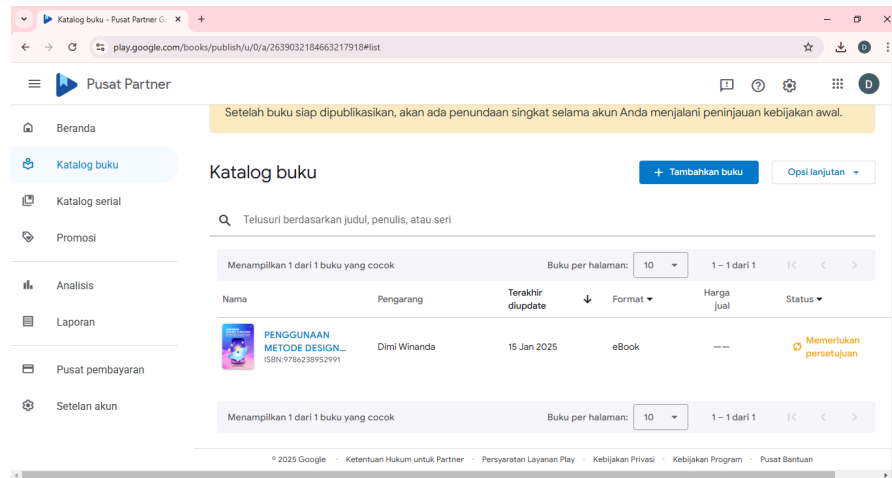 Katalog buku - Pusat Partner G
play.google.com/books/publish/u/0/a/2639032184663217918#list
D
Pusat Partner
D
Setelah buku siap dipublikasikan, akan ada penundaan singkat selama akun Anda menjalani peninjauan kebijakan awal.
Beranda
Katalog buku
Katalog serial
Promosi
Analisis
Laporan
Pusat pembayaran
Setelan akun
Katalog buku
+ Tambahkan buku
Opsi lanjutan
Telusuri berdasarkan judul, penulis, atau seri
Menampilkan 1 dari 1 buku yang cocok
Buku per halaman: 10
1 – 1 dari 1
Nama
Pengarang
Terakhir
diupdate
Format
Harga
jual
Status
PENGGUNAAN
METODE DESIGN...
ISBN:9786238952991
Dimi Winanda
15 Jan 2025
eBook
——
Memerlukan
persetujuan
Menampilkan 1 dari 1 buku yang cocok
Buku per halaman: 10
1 – 1 dari 1
© 2025 Google · Ketentuan Hukum untuk Partner · Persyaratan Layanan Play · Kebijakan Privasi · Kebijakan Program · Pusat Bantuan